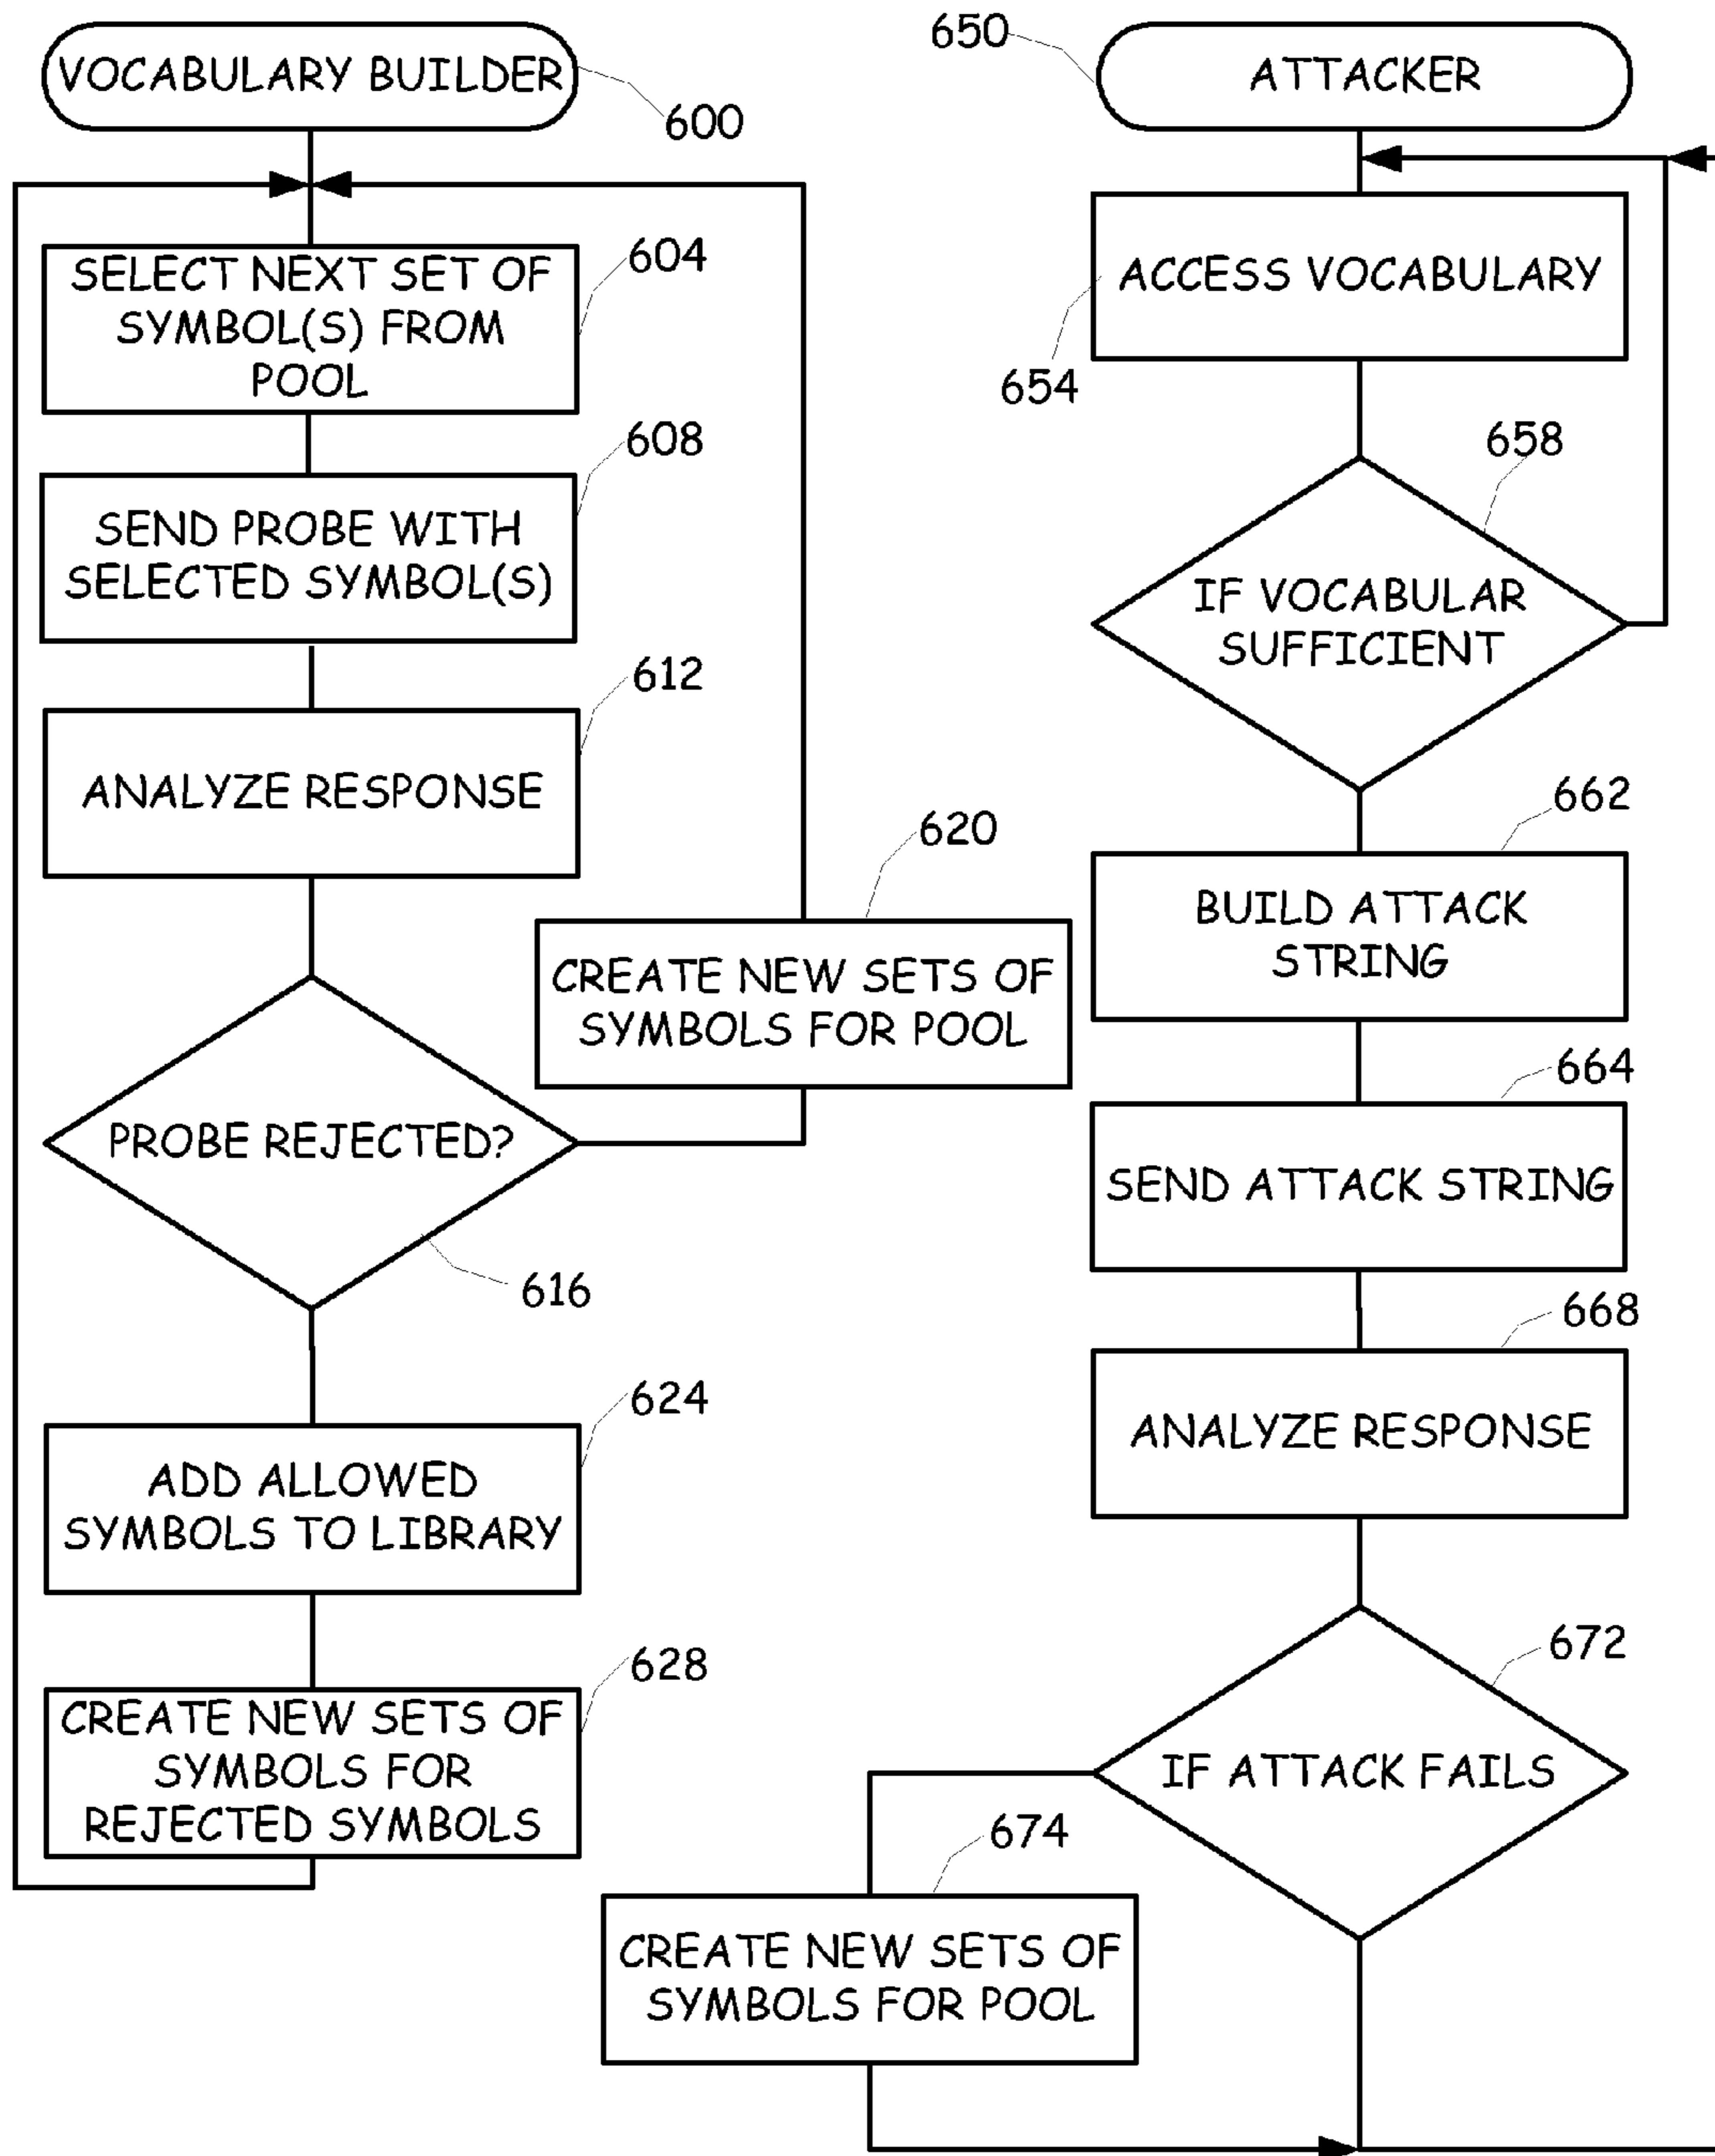 VOCABULARY BUILDER
600
SELECT NEXT SET OF
SYMBOL(S) FROM
POOL
604
SEND PROBE WITH
SELECTED SYMBOL(S)
608
ANALYZE RESPONSE
612
PROBE REJECTED?
616
CREATE NEW SETS OF
SYMBOLS FOR POOL
620
ADD ALLOWED
SYMBOLS TO LIBRARY
624
CREATE NEW SETS OF
SYMBOLS FOR
REJECTED SYMBOLS
628
650
ATTACKER
ACCESS VOCABULARY
654
658
IF VOCABULAR
SUFFICIENT
662
BUILD ATTACK
STRING
664
SEND ATTACK STRING
668
ANALYZE RESPONSE
672
IF ATTACK FAILS
674
CREATE NEW SETS OF
SYMBOLS FOR POOL